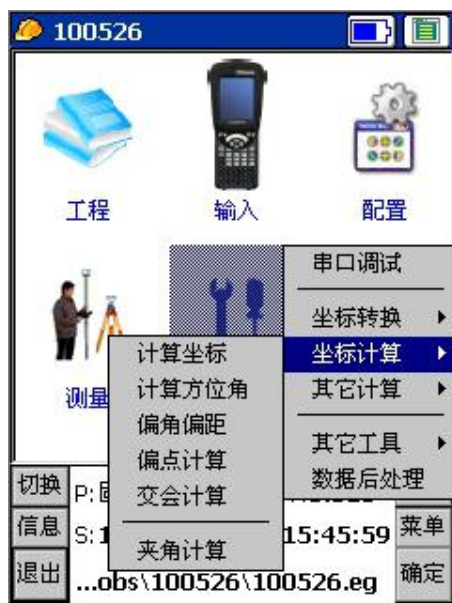 100526
工程
输入
配置
测量
串口调试
坐标转换
坐标计算
其它计算
其它工具
数据后处理
计算坐标
计算方位角
偏角偏距
偏点计算
交会计算
夹角计算
切换
P:
信息
S:1
15:45:59
菜单
退出
...obs\100526\100526.eg
确定